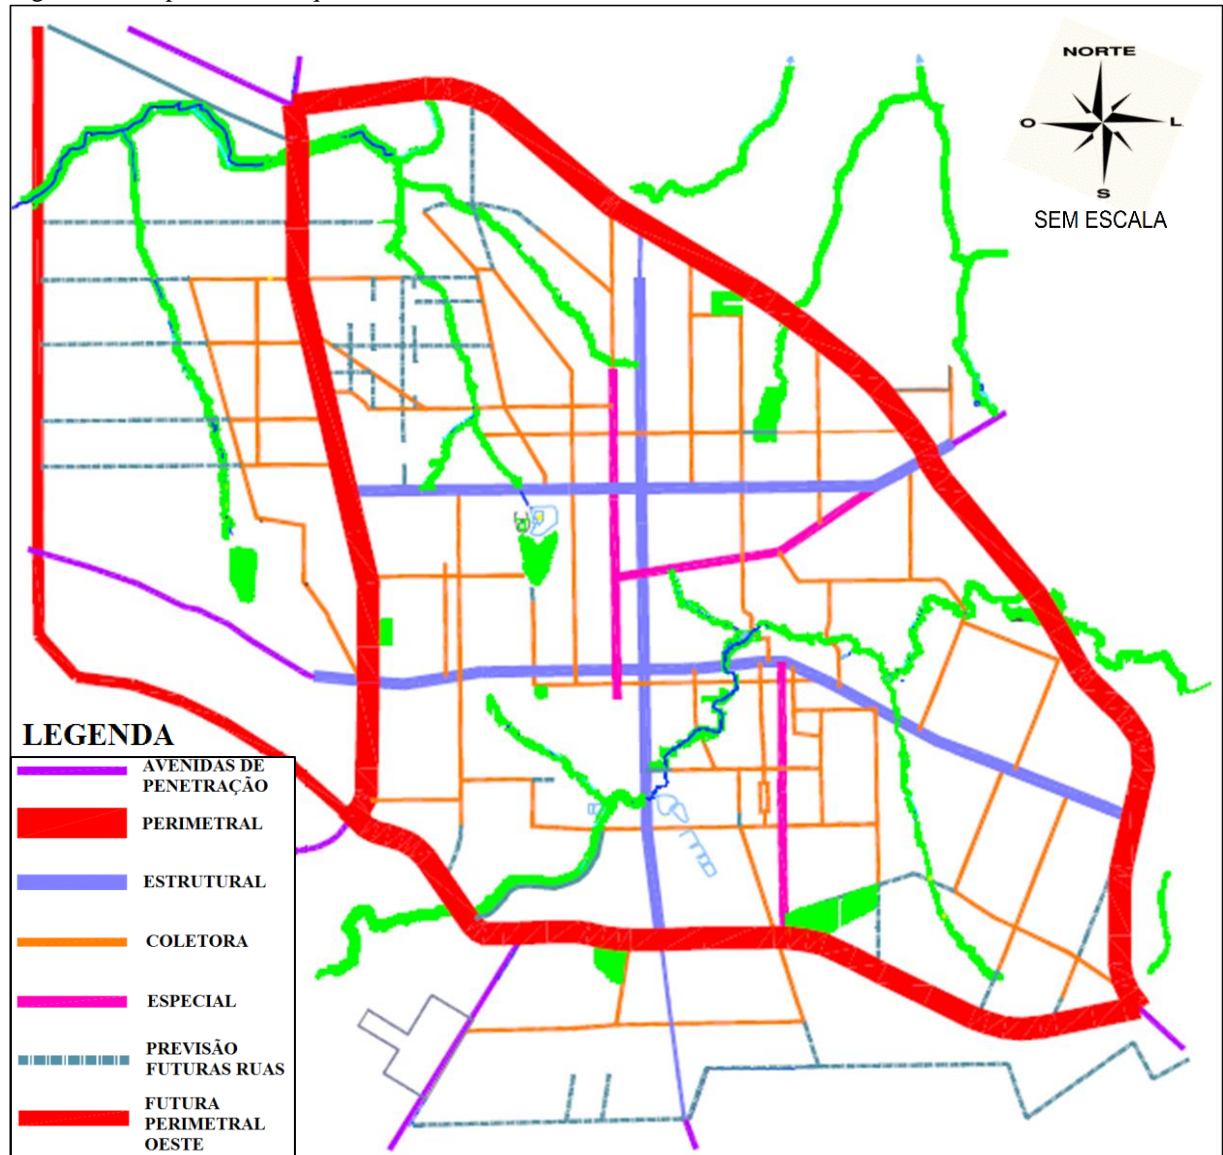 NORTE
O
L
S
SEM ESCALA
LEGENDA
AVENIDAS DE
PENETRAÇÃO
PERIMETRAL
ESTRUTURAL
COLETORA
ESPECIAL
PREVISÃO
FUTURAS RUAS
FUTURA
PERIMETRAL
OESTE